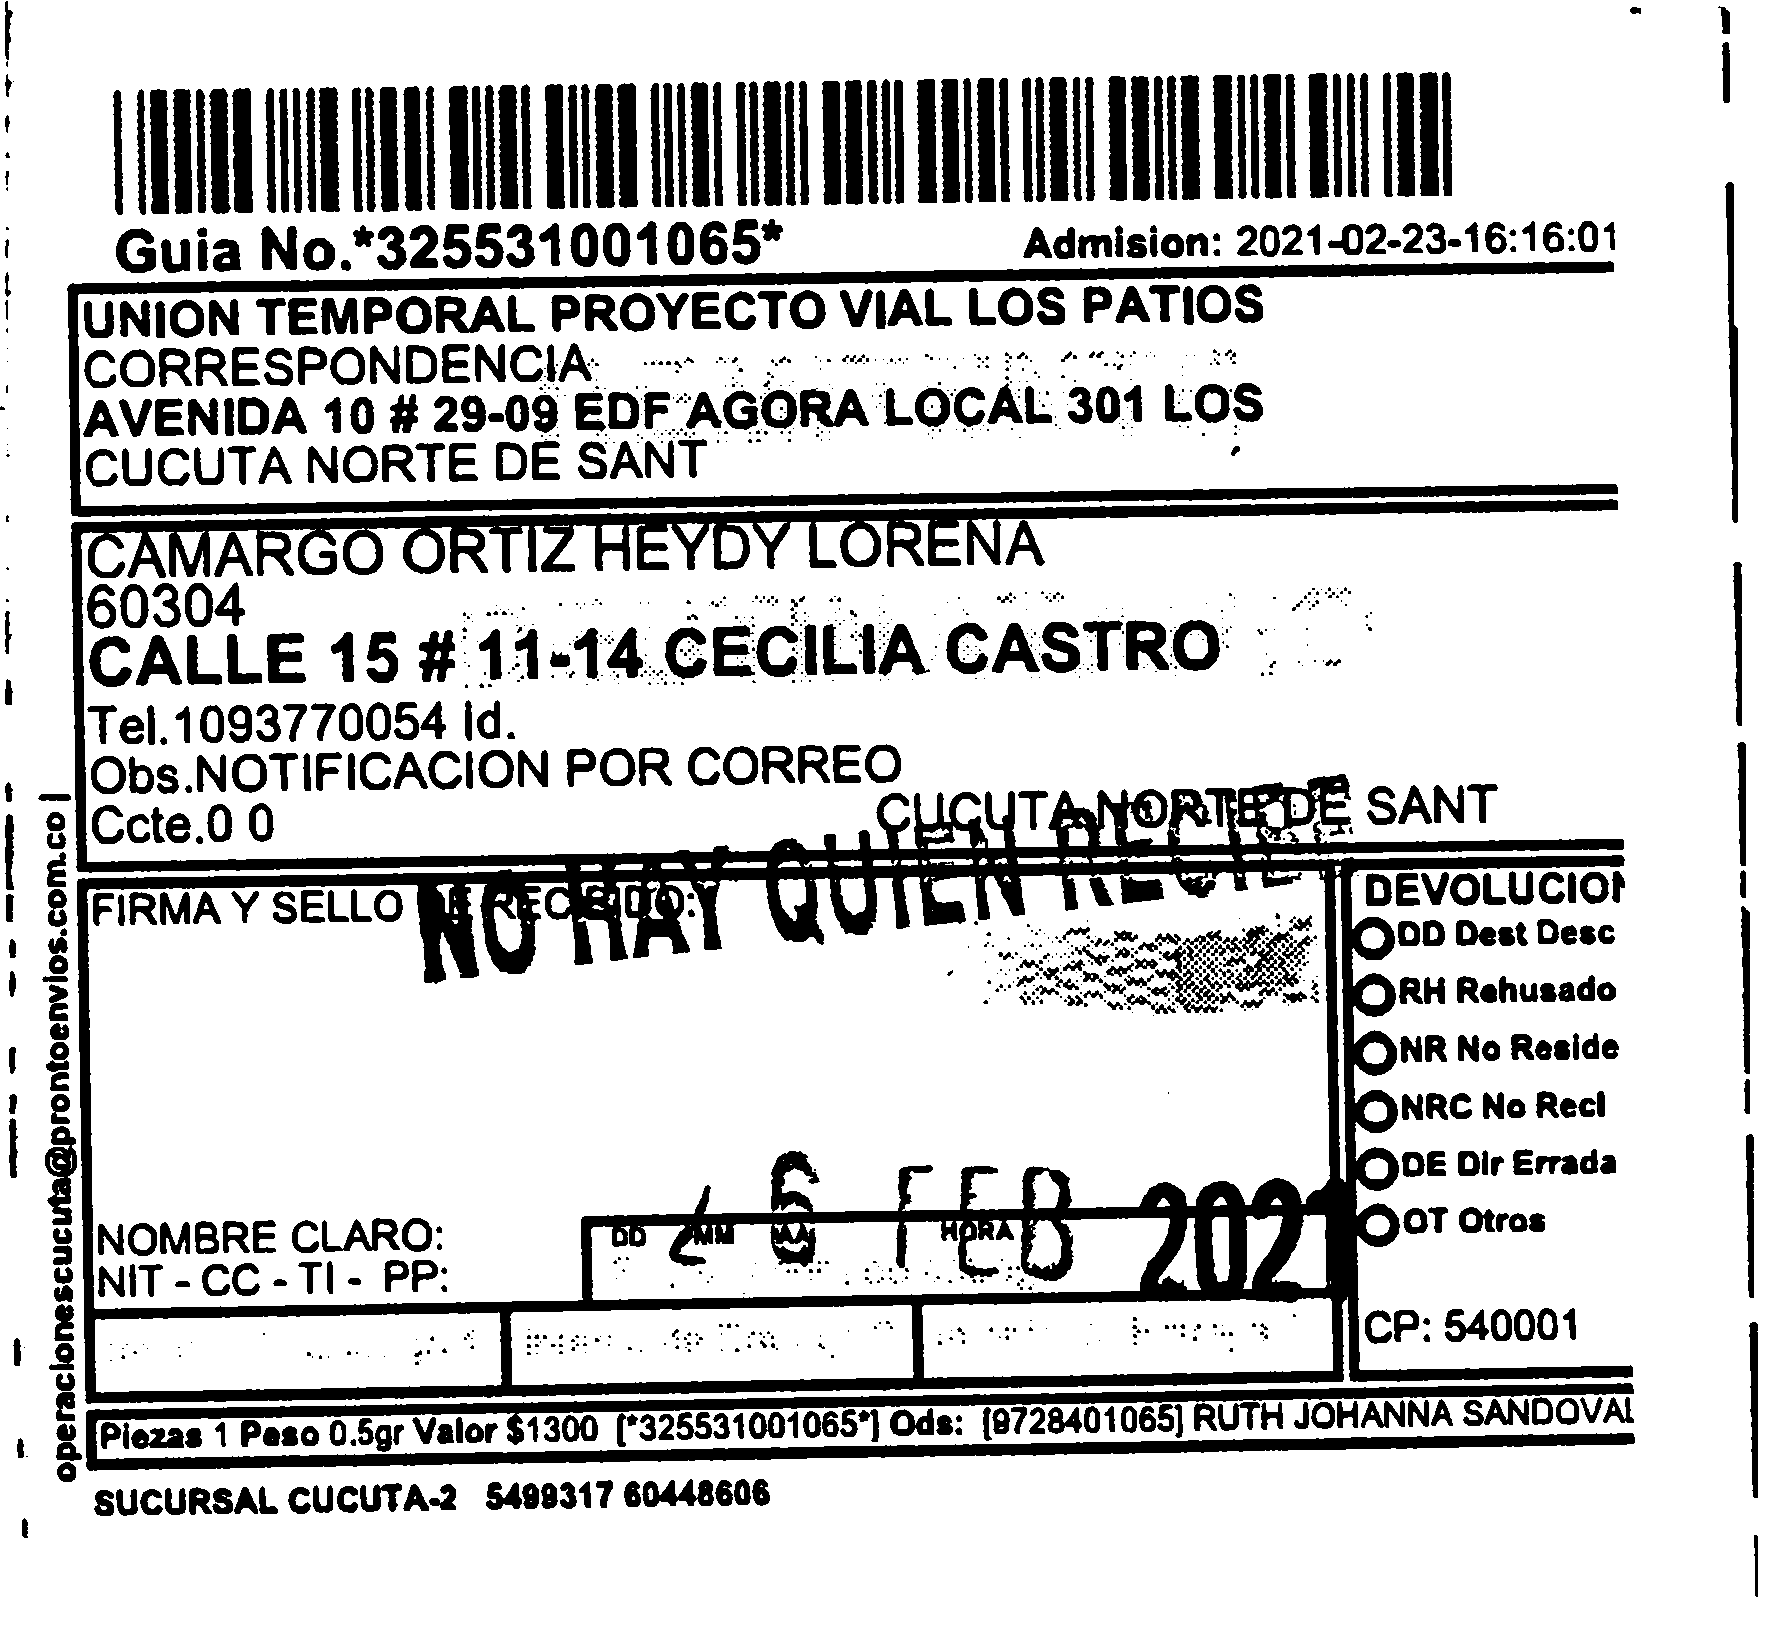 Guia No.*325531001065*
Admision: 2021-02-23-16:16:01
UNION TEMPORAL PROYECTO VIAL LOS PATIOS
CORRESPONDENCIA
AVENIDA 10 # 29-09 EDF AGORA LOCAL 301 LOS
CUCUTA NORTE DE SANT
CAMARGO ORTIZ HEYDY LORENA
60304
CALLE 15 # 11-14 CECILIA CASTRO
Tel.1093770054 Id.
Obs.NOTIFICACION POR CORREO
Ccte.0 0
CUCUTA NORTE DE SANT
NO HAY QUIEN RECIBE
FIRMA Y SELLO DE RECIBIDO:
DEVOLUCION
DD Dest Desc
RH Rehusado
NR No Reside
NRC No Reci
DE Dir Errada
OT Otros
6 FEB 2021
NOMBRE CLARO:
DD MM AA HORA
NIT - CC - TI - PP:
CP: 540001
Piezas 1 Peso 0.5gr Valor $1300 [*325531001065*] Ods: [9728401065] RUTH JOHANNA SANDOVAL
SUCURSAL CUCUTA-2 5499317 60448606
operacionescucuta@prontoenvios.com.co |